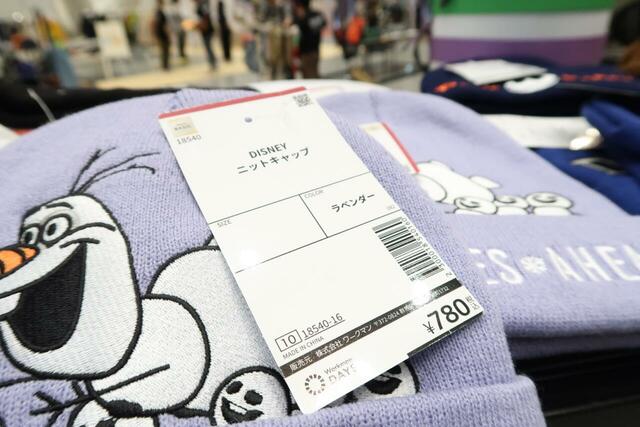 18540
DISNEY
ニットキャップ
SIZE
COLOR
ラベンダー
10 18540-16
MADE IN CHINA
¥780
販売元 株式会社 ワークマン
Workman
DAYS
AHEA